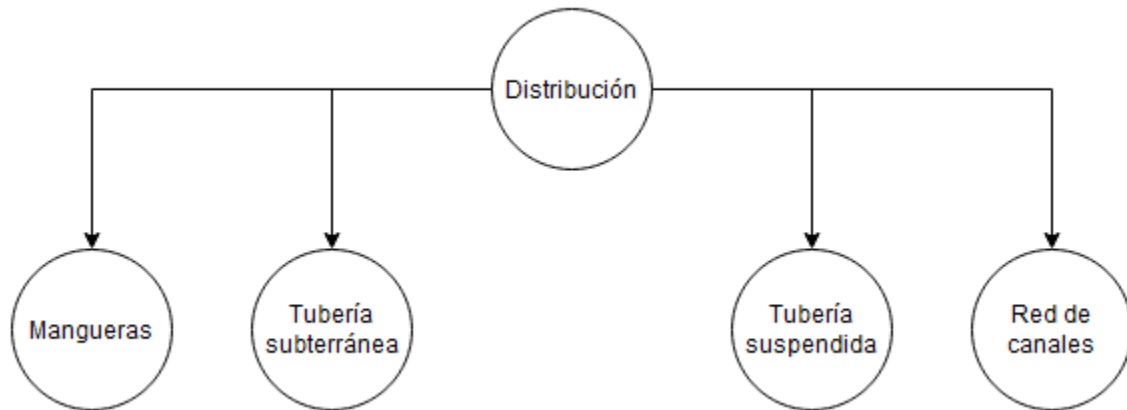 Distribución
Mangueras
Tubería
subterránea
Tubería
suspendida
Red de
canales